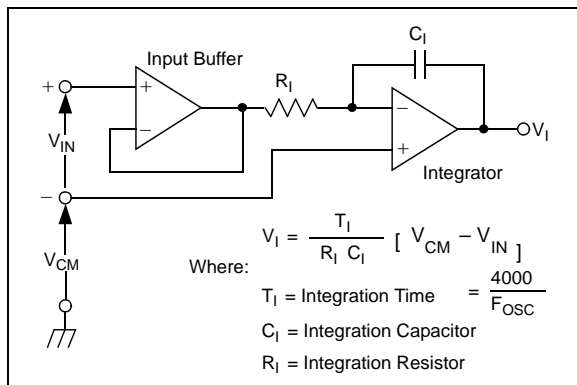 Input Buffer
C_I
R_I
+
+
−
−
V_IN
V_I
−
+
Integrator
V_CM
V_I = T_I / R_I C_I [ V_CM – V_IN ]
Where:
T_I = Integration Time = 4000 / F_OSC
C_I = Integration Capacitor
R_I = Integration Resistor